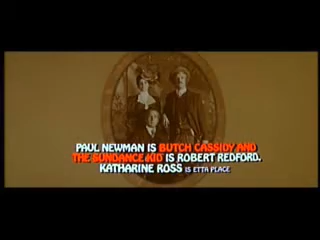 PAUL NEWMAN IS BUTCH CASSIDY AND
THE SUNDANCE KID IS ROBERT REDFORD.
KATHARINE ROSS IS ETTA PLACE